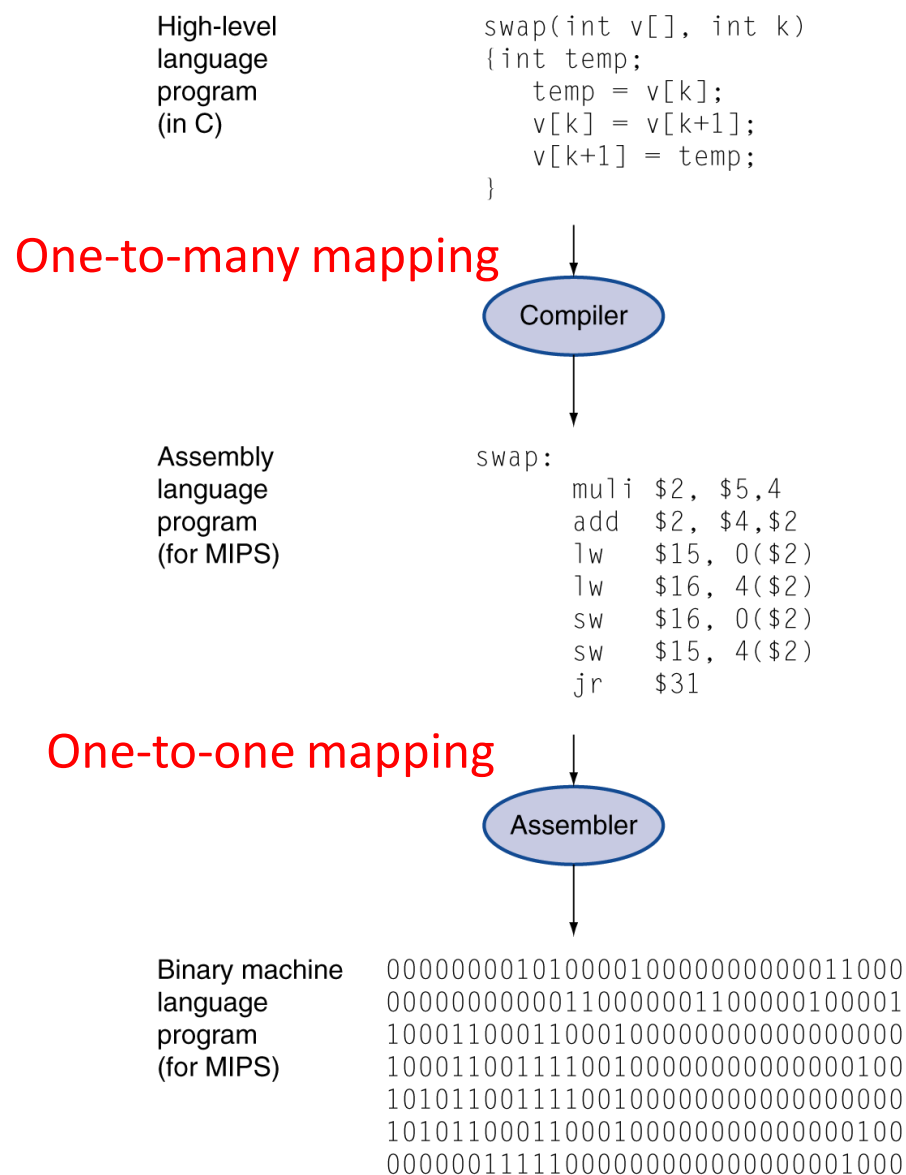 High-level
language
program
(in C)
swap(int v[], int k)
{int temp;
temp = v[k];
v[k] = v[k+1];
v[k+1] = temp;
}
One-to-many mapping
Compiler
Assembly
language
program
(for MIPS)
swap:
muli $2, $5,4
add $2, $4,$2
lw $15, 0($2)
lw $16, 4($2)
sw $16, 0($2)
sw $15, 4($2)
jr $31
One-to-one mapping
Assembler
Binary machine
language
program
(for MIPS)
00000000101000010000000000011000
00000000000110000001100000100001
10001100011000100000000000000000
10001100111100100000000000000100
10101100111100100000000000000000
10101100011000100000000000000100
00000011111000000000000000001000